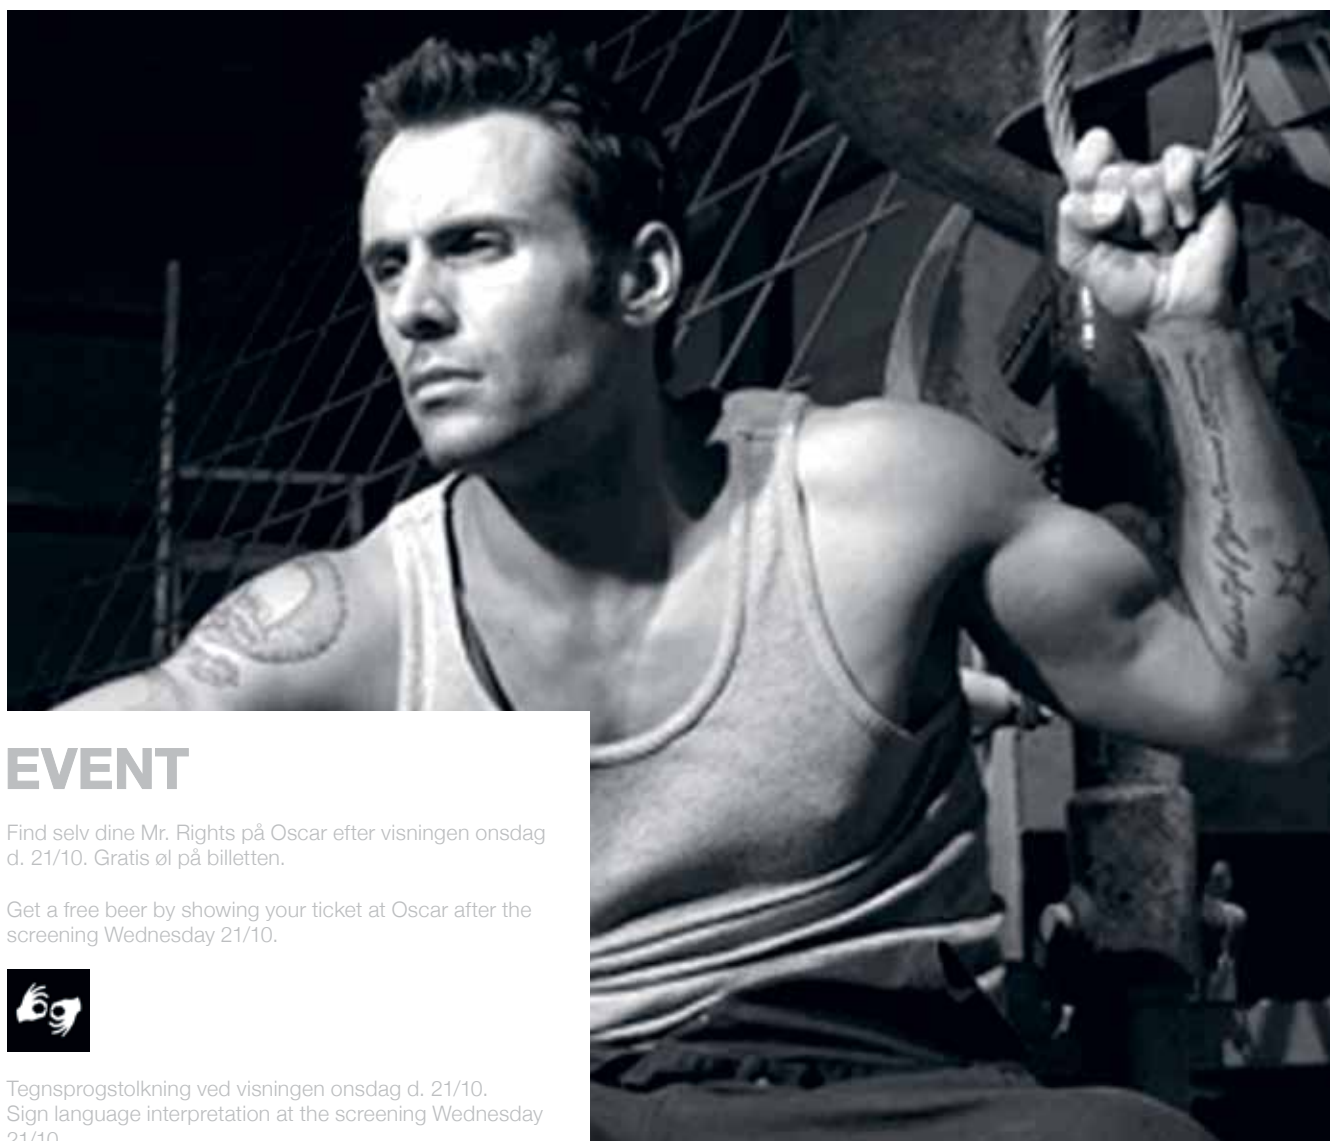 EVENT
Find selv dine Mr. Rights på Oscar efter visningen onsdag
d. 21/10. Gratis øl på billetten.
Get a free beer by showing your ticket at Oscar after the
screening Wednesday 21/10.
Tegnsprogstolkning ved visningen onsdag d. 21/10.
Sign language interpretation at the screening Wednesday
21/10